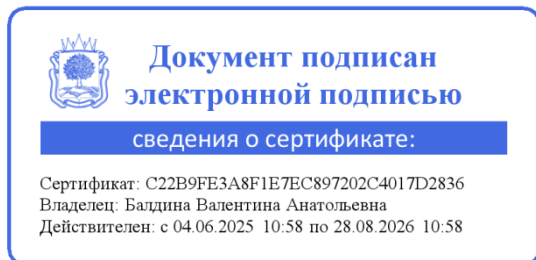 Документ подписан
электронной подписью
сведения о сертификате:
Сертификат: C22B9FE3A8F1E7EC897202C4017D2836
Владелец: Балдина Валентина Анатольевна
Действителен: с 04.06.2025 10:58 по 28.08.2026 10:58